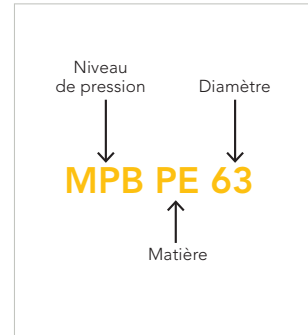 Niveau
de pression
Diamètre
MPB PE 63
Matière